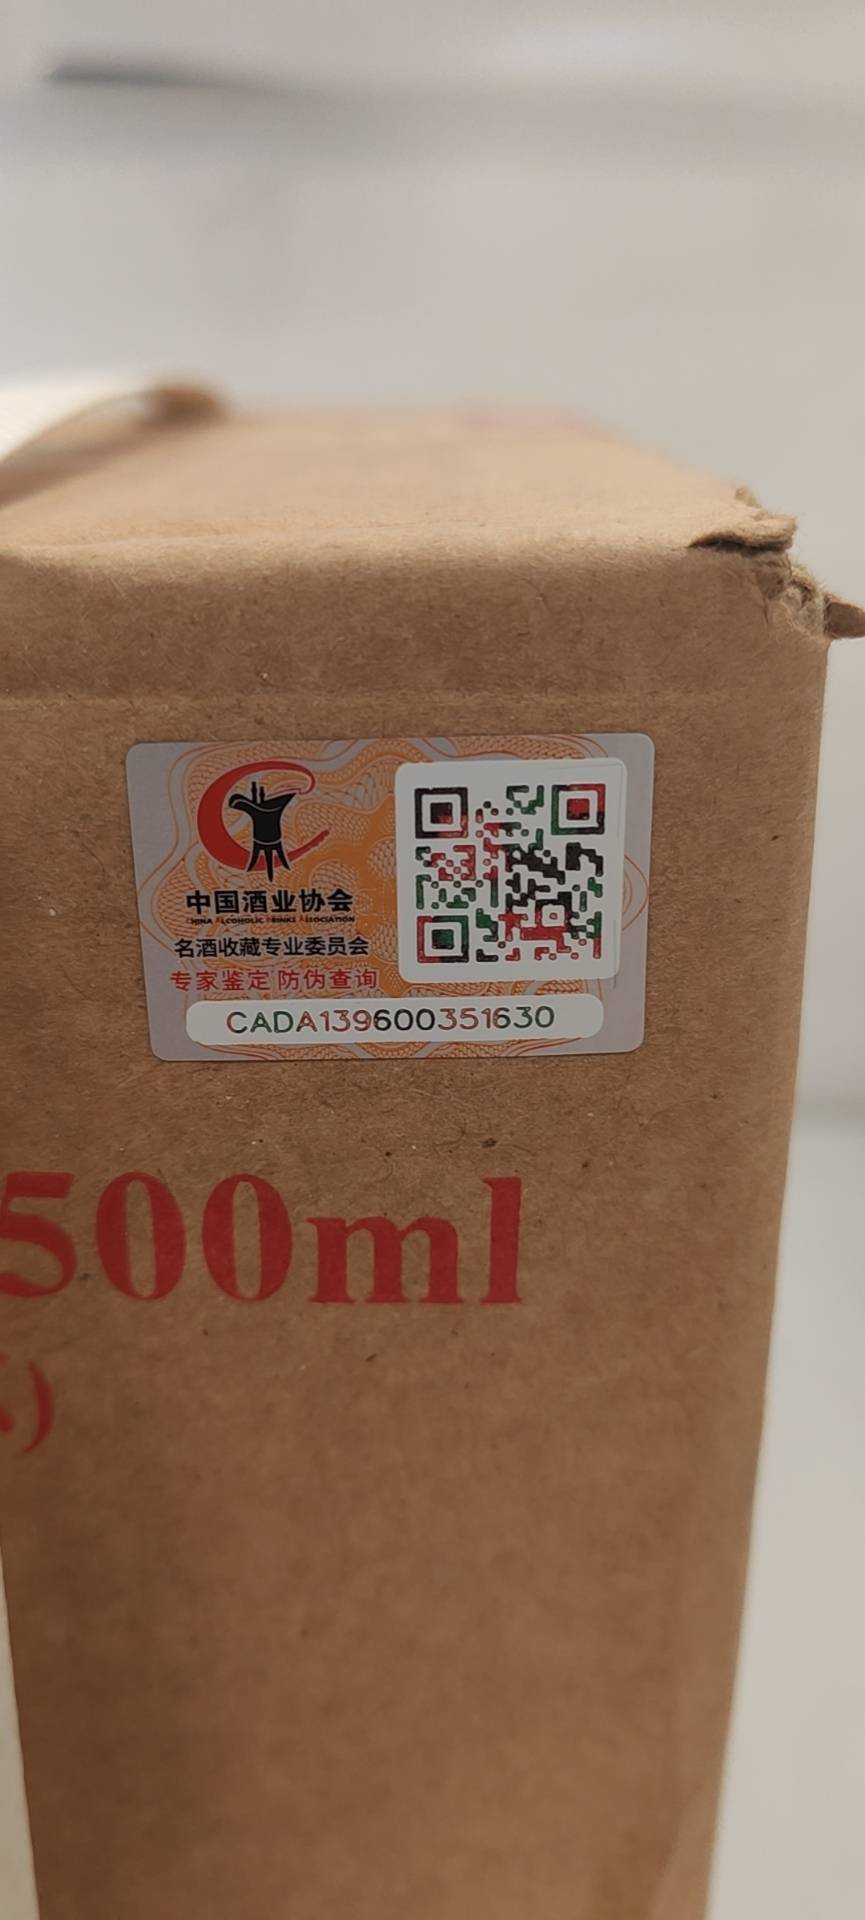 中国酒业协会
CHINA ALCOHOLIC DRINKS ASSOCIATION
名酒收藏专业委员会
专家鉴定 防伪查询
CADA139600351630
500ml
)